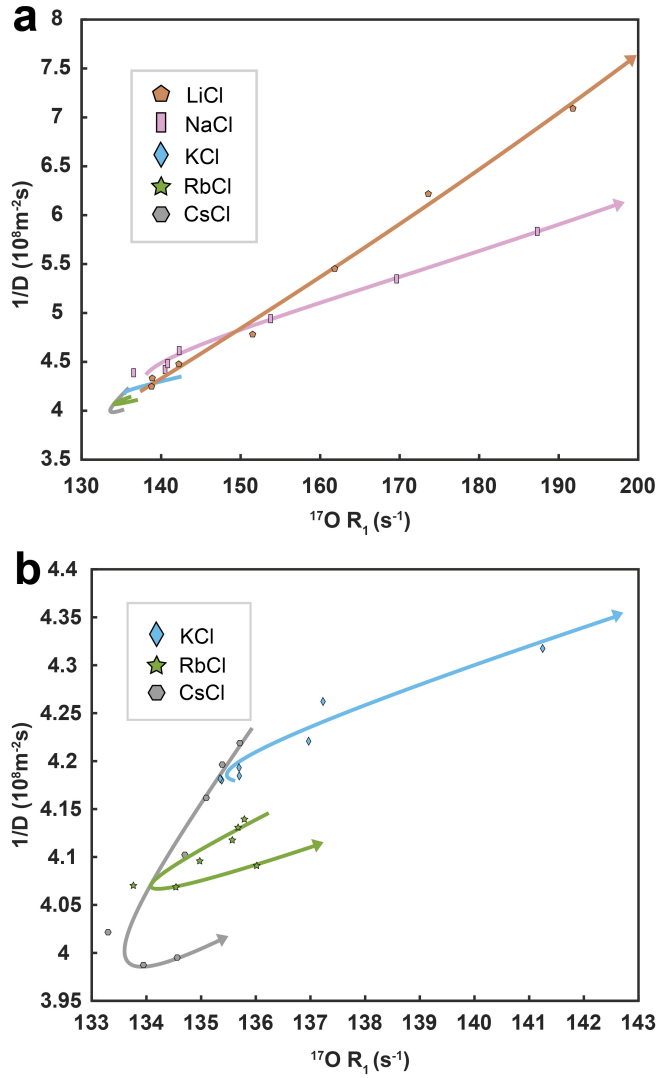 a
8
7.5
7
6.5
6
5.5
5
4.5
4
3.5
1/D (10⁸m⁻²s)
LiCl
NaCl
KCl
RbCl
CsCl
130 140 150 160 170 180 190 200
¹⁷O R₁ (s⁻¹)
b
4.4
4.35
4.3
4.25
4.2
4.15
4.1
4.05
4
3.95
1/D (10⁸m⁻²s)
KCl
RbCl
CsCl
133 134 135 136 137 138 139 140 141 142 143
¹⁷O R₁ (s⁻¹)